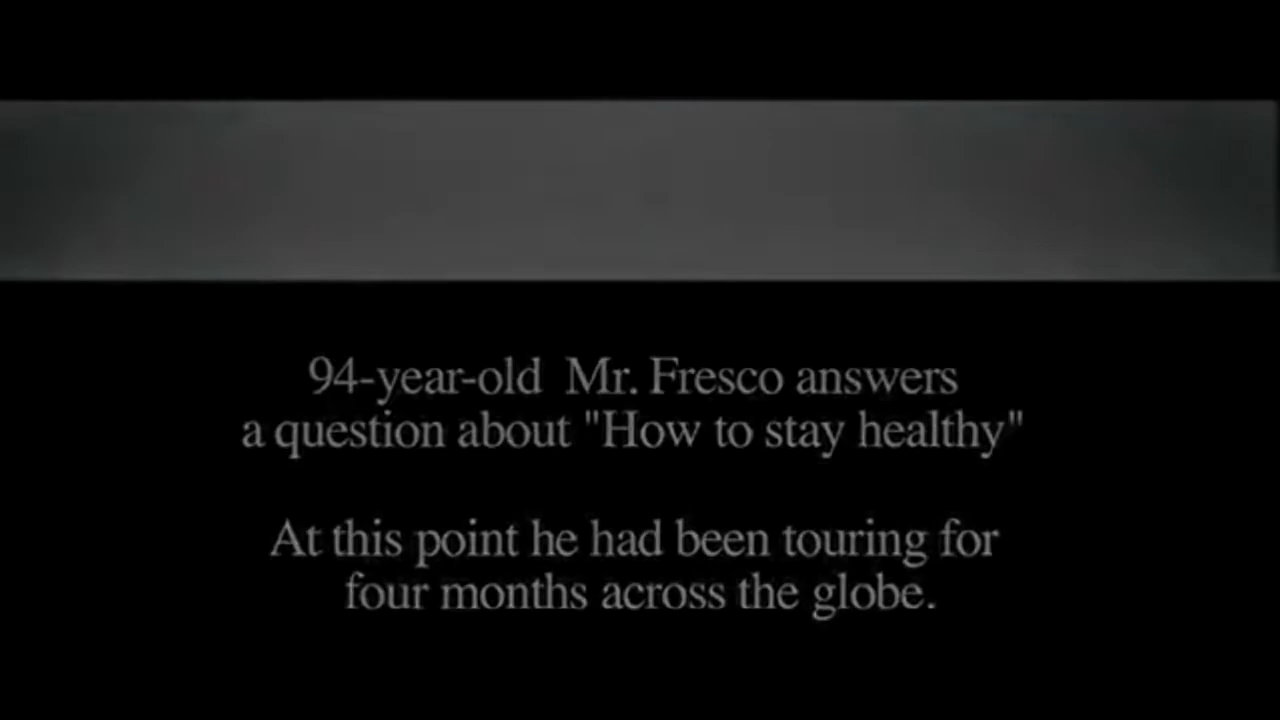 94-year-old  Mr. Fresco answers
a question about "How to stay healthy"
At this point he had been touring for
four months across the globe.